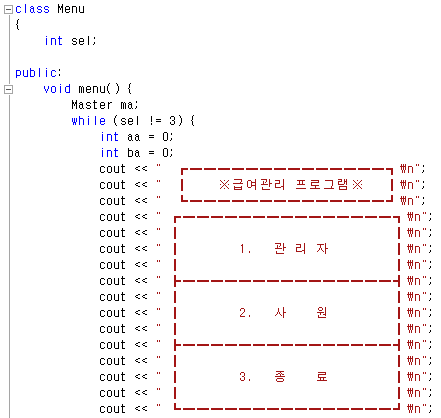 class Menu
{
    int sel;

public:
    void menu() {
        Master ma;
        while (sel != 3) {
            int aa = 0;
            int ba = 0;
            cout << "  ┏━━━━━━━━━━━━━┓ ₩n";
            cout << "  ┃  ※급여관리 프로그램※  ┃ ₩n";
            cout << "  ┗━━━━━━━━━━━━━┛ ₩n";
            cout << " ┏━━━━━━━━━━━━━━┓ ₩n";
            cout << " ┃                            ┃ ₩n";
            cout << " ┃       1.  관 리 자         ┃ ₩n";
            cout << " ┃                            ┃ ₩n";
            cout << " ┣━━━━━━━━━━━━━━┫ ₩n";
            cout << " ┃                            ┃ ₩n";
            cout << " ┃       2.  사    원         ┃ ₩n";
            cout << " ┃                            ┃ ₩n";
            cout << " ┣━━━━━━━━━━━━━━┫ ₩n";
            cout << " ┃                            ┃ ₩n";
            cout << " ┃       3.  종    료         ┃ ₩n";
            cout << " ┃                            ┃ ₩n";
            cout << " ┗━━━━━━━━━━━━━━┛ ₩n";